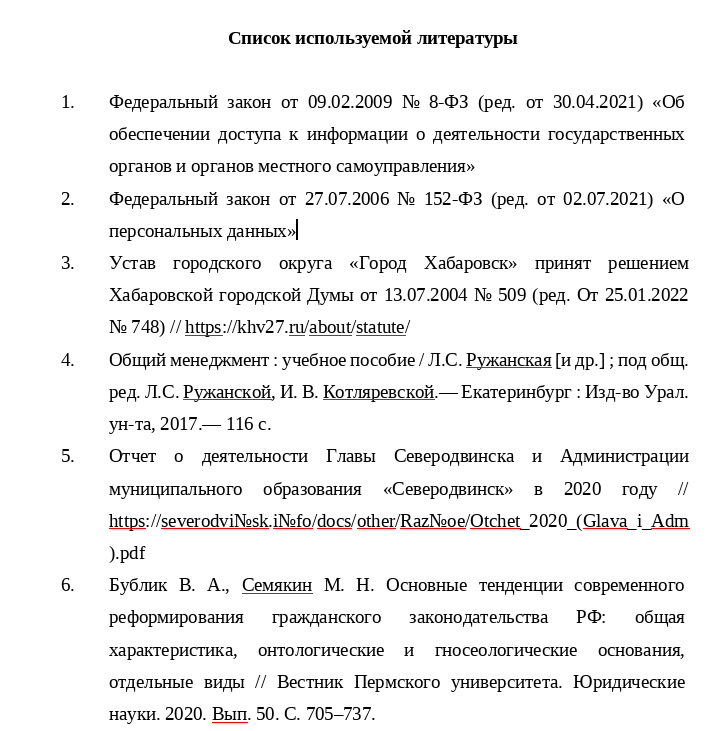 Список используемой литературы
1. Федеральный закон от 09.02.2009 № 8-ФЗ (ред. от 30.04.2021) «Об
обеспечении доступа к информации о деятельности государственных
органов и органов местного самоуправления»
2. Федеральный закон от 27.07.2006 № 152-ФЗ (ред. от 02.07.2021) «О
персональных данных»
3. Устав городского округа «Город Хабаровск» принят решением
Хабаровской городской Думы от 13.07.2004 № 509 (ред. От 25.01.2022
№ 748) // https://khv27.ru/about/statute/
4. Общий менеджмент : учебное пособие / Л.С. Ружанская [и др.] ; под общ.
ред. Л.С. Ружанской, И. В. Котляревской.— Екатеринбург : Изд-во Урал.
ун-та, 2017.— 116 с.
5. Отчет о деятельности Главы Северодвинска и Администрации
муниципального образования «Северодвинск» в 2020 году //
https://severodvi№sk.i№fo/docs/other/Raz№oe/Otchet_2020_(Glava_i_Adm
).pdf
6. Бублик В. А., Семякин М. Н. Основные тенденции современного
реформирования гражданского законодательства РФ: общая
характеристика, онтологические и гносеологические основания,
отдельные виды // Вестник Пермского университета. Юридические
науки. 2020. Вып. 50. С. 705–737.